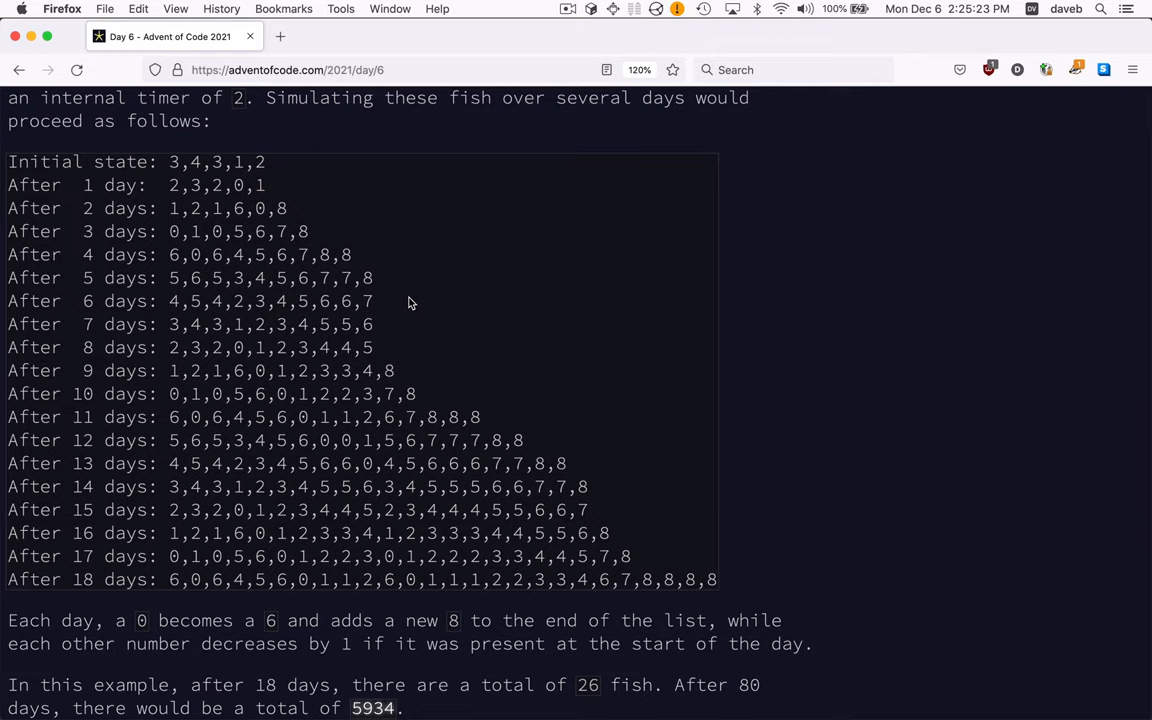 Firefox File Edit View History Bookmarks Tools Window Help 100% Mon Dec 6 2:25:23 PM daveb
Day 6 - Advent of Code 2021
https://adventofcode.com/2021/day/6 120% Search
an internal timer of 2. Simulating these fish over several days would
proceed as follows:
Initial state: 3,4,3,1,2
After  1 day:  2,3,2,0,1
After  2 days: 1,2,1,6,0,8
After  3 days: 0,1,0,5,6,7,8
After  4 days: 6,0,6,4,5,6,7,8,8
After  5 days: 5,6,5,3,4,5,6,7,7,8
After  6 days: 4,5,4,2,3,4,5,6,6,7
After  7 days: 3,4,3,1,2,3,4,5,5,6
After  8 days: 2,3,2,0,1,2,3,4,4,5
After  9 days: 1,2,1,6,0,1,2,3,3,4,8
After 10 days: 0,1,0,5,6,0,1,2,2,3,7,8
After 11 days: 6,0,6,4,5,6,0,1,1,2,6,7,8,8,8
After 12 days: 5,6,5,3,4,5,6,0,0,1,5,6,7,7,7,8,8
After 13 days: 4,5,4,2,3,4,5,6,6,0,4,5,6,6,6,7,7,8,8
After 14 days: 3,4,3,1,2,3,4,5,5,6,3,4,5,5,5,6,6,7,7,8
After 15 days: 2,3,2,0,1,2,3,4,4,5,2,3,4,4,4,5,5,6,6,7
After 16 days: 1,2,1,6,0,1,2,3,3,4,1,2,3,3,3,4,4,5,5,6,8
After 17 days: 0,1,0,5,6,0,1,2,2,3,0,1,2,2,2,3,3,4,4,5,7,8
After 18 days: 6,0,6,4,5,6,0,1,1,2,6,0,1,1,1,2,2,3,3,4,6,7,8,8,8,8
Each day, a 0 becomes a 6 and adds a new 8 to the end of the list, while
each other number decreases by 1 if it was present at the start of the day.
In this example, after 18 days, there are a total of 26 fish. After 80
days, there would be a total of 5934.